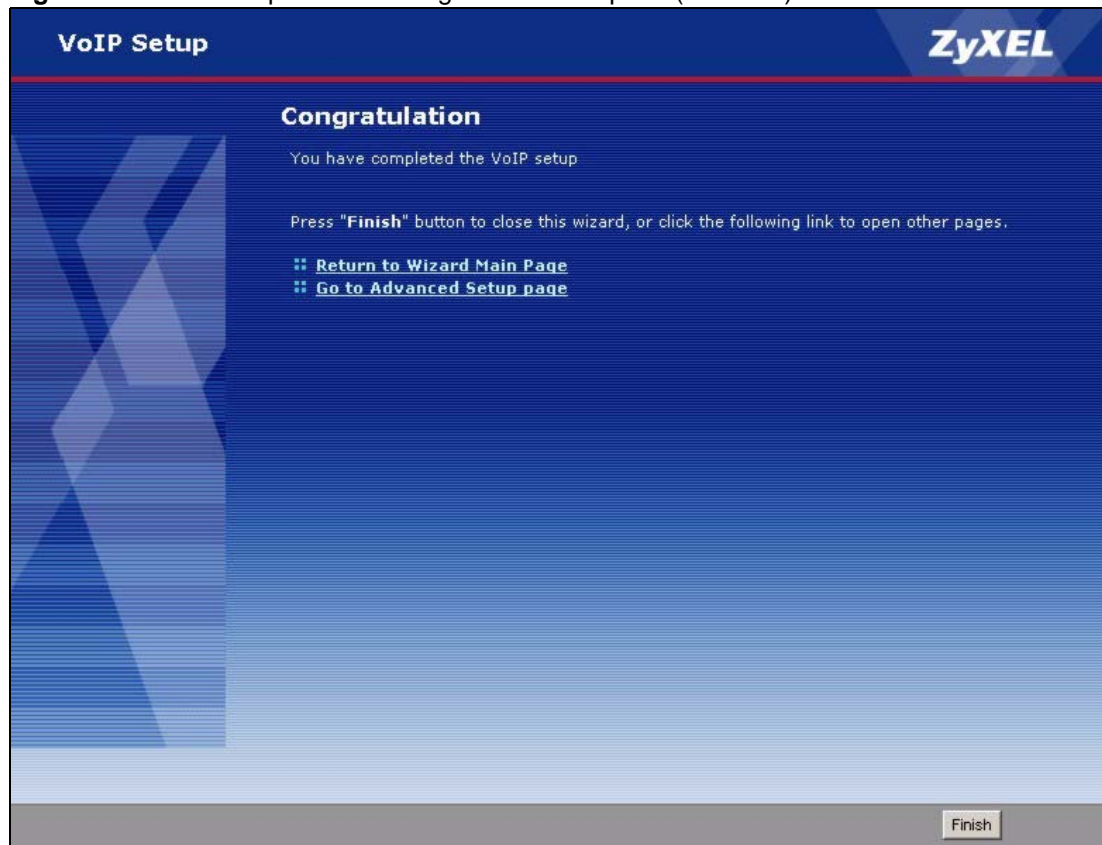 VoIP Setup
ZyXEL
Congratulation
You have completed the VoIP setup
Press "Finish" button to close this wizard, or click the following link to open other pages.
Return to Wizard Main Page
Go to Advanced Setup page
Finish